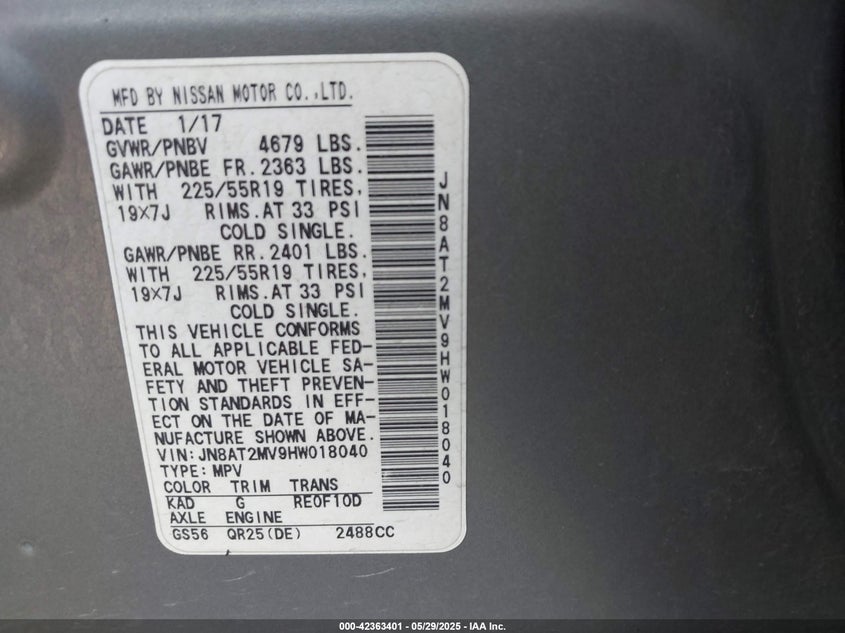 MFD BY NISSAN MOTOR CO.,LTD.
DATE 1/17
GVWR/PNBV 4679 LBS.
GAWR/PNBE FR. 2363 LBS.
WITH 225/55R19 TIRES,
19X7J RIMS. AT 33 PSI
COLD SINGLE.
GAWR/PNBE RR. 2401 LBS.
WITH 225/55R19 TIRES,
19X7J RIMS. AT 33 PSI
COLD SINGLE.
THIS VEHICLE CONFORMS
TO ALL APPLICABLE FED-
ERAL MOTOR VEHICLE SA-
FETY AND THEFT PREVEN-
TION STANDARDS IN EFF-
ECT ON THE DATE OF MA-
NUFACTURE SHOWN ABOVE.
VIN: JN8AT2MV9HW018040
TYPE: MPV
COLOR TRIM TRANS
KAD G RE0F10D
AXLE ENGINE
GS56 QR25(DE) 2488CC
JN8AT2MV9HW018040
000-42363401 - 05/29/2025 - IAA Inc.